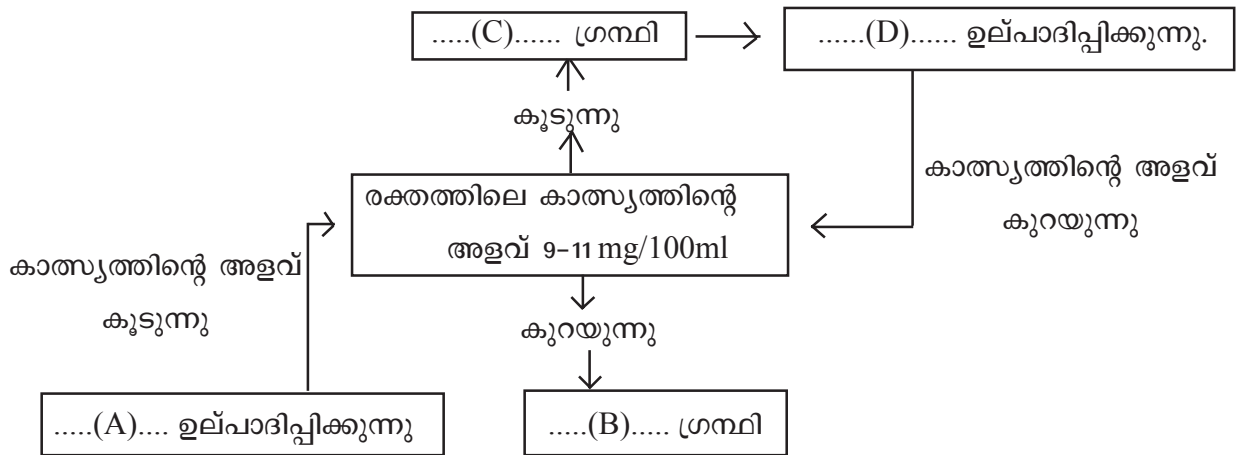 .....(C)...... ഗ്രന്ഥി
......(D)...... ഉല്പാദിപ്പിക്കുന്നു.
കൂടുന്നു
കാത്സ്യത്തിന്റെ അളവ്
കുറയുന്നു
രക്തത്തിലെ കാത്സ്യത്തിന്റെ
അളവ് 9-11 mg/100ml
കാത്സ്യത്തിന്റെ അളവ്
കൂടുന്നു
കുറയുന്നു
.....(A).... ഉല്പാദിപ്പിക്കുന്നു
.....(B)..... ഗ്രന്ഥി